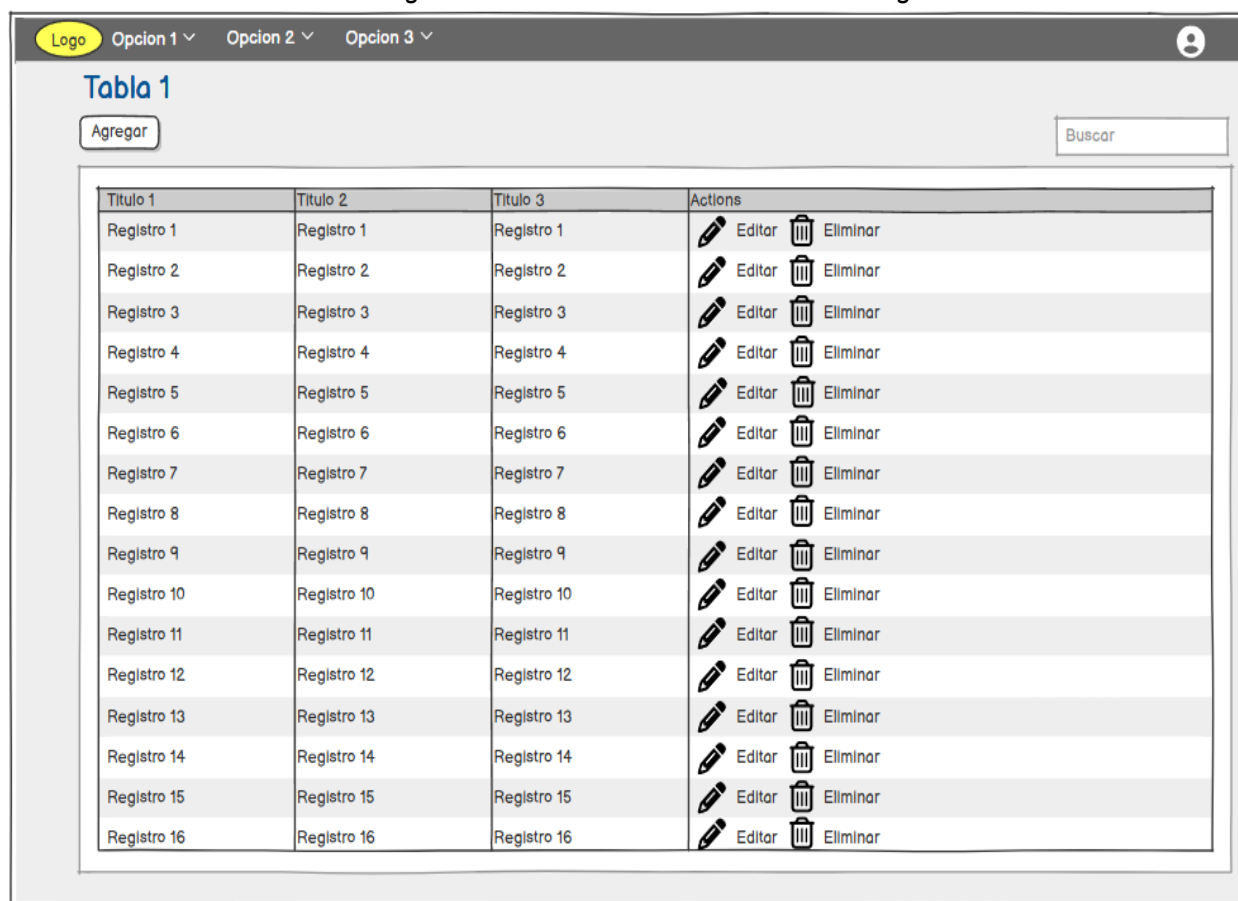 Logo Opcion 1 Opcion 2 Opcion 3
Tabla 1
Agregar Buscar
Titulo 1 Titulo 2 Titulo 3 Actions
Registro 1 Registro 1 Registro 1 Editar Eliminar
Registro 2 Registro 2 Registro 2 Editar Eliminar
Registro 3 Registro 3 Registro 3 Editar Eliminar
Registro 4 Registro 4 Registro 4 Editar Eliminar
Registro 5 Registro 5 Registro 5 Editar Eliminar
Registro 6 Registro 6 Registro 6 Editar Eliminar
Registro 7 Registro 7 Registro 7 Editar Eliminar
Registro 8 Registro 8 Registro 8 Editar Eliminar
Registro 9 Registro 9 Registro 9 Editar Eliminar
Registro 10 Registro 10 Registro 10 Editar Eliminar
Registro 11 Registro 11 Registro 11 Editar Eliminar
Registro 12 Registro 12 Registro 12 Editar Eliminar
Registro 13 Registro 13 Registro 13 Editar Eliminar
Registro 14 Registro 14 Registro 14 Editar Eliminar
Registro 15 Registro 15 Registro 15 Editar Eliminar
Registro 16 Registro 16 Registro 16 Editar Eliminar